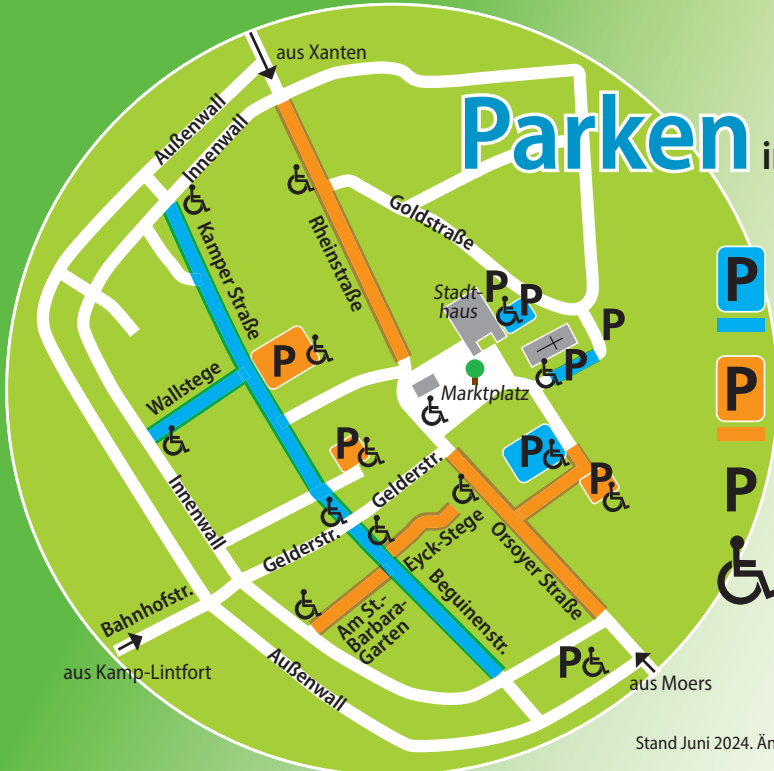 aus Xanten
Außenwall
Innenwall
Parken
Goldstraße
Rheinstraße
Kamper Straße
Stadt-
haus
P
P
P
P
P
P
Marktplatz
Wallstege
P
P
P
P
P
P
Gelderstr.
Innenwall
Gelderstr.
Eyck-Stege
Orsoyer Straße
Beguinenstr.
Am St.-
Barbara-
Garten
Bahnhofstr.
aus Kamp-Lintfort
Außenwall
P
aus Moers
Stand Juni 2024.